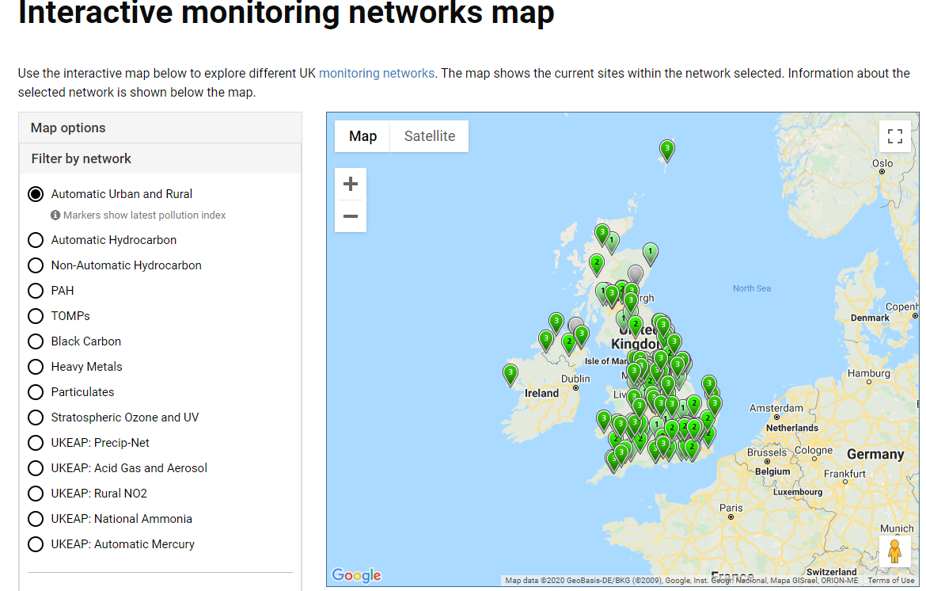 Interactive monitoring networks map
Use the interactive map below to explore different UK monitoring networks. The map shows the current sites within the network selected. Information about the
selected network is shown below the map.
Map options
Filter by network
Automatic Urban and Rural
Markers show latest pollution index
Automatic Hydrocarbon
Non-Automatic Hydrocarbon
PAH
TOMPs
Black Carbon
Heavy Metals
Particulates
Stratospheric Ozone and UV
UKEAP: Precip-Net
UKEAP: Acid Gas and Aerosol
UKEAP: Rural NO2
UKEAP: National Ammonia
UKEAP: Automatic Mercury
Map
Satellite
Oslo
North Sea
Denmark
Copenh
United
Kingdom
Isle of Man
Dublin
Ireland
Hamburg
Amsterdam
Netherlands
Brussels
Cologne
Germany
Belgium
Frankfurt
Luxembourg
Paris
Munich
France
Switzerland
Google
Map data ©2020 GeoBasis-DE/BKG (©2009), Google, Inst. Geogr. Nacional, Mapa GISrael, ORION-ME
Terms of Use